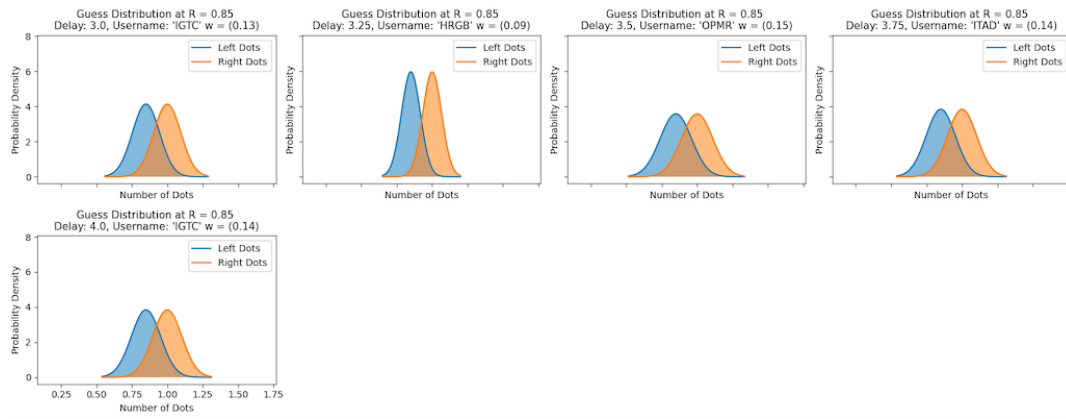 Guess Distribution at R = 0.85
Delay: 3.0, Username: 'IGTC' w = (0.13)
Guess Distribution at R = 0.85
Delay: 3.25, Username: 'HRGB' w = (0.09)
Guess Distribution at R = 0.85
Delay: 3.5, Username: 'OPMR' w = (0.15)
Guess Distribution at R = 0.85
Delay: 3.75, Username: 'ITAD' w = (0.14)
8
6
4
2
0
Probability Density
Left Dots
Right Dots
Number of Dots
Probability Density
Left Dots
Right Dots
Number of Dots
Probability Density
Left Dots
Right Dots
Number of Dots
Probability Density
Left Dots
Right Dots
Number of Dots
Guess Distribution at R = 0.85
Delay: 4.0, Username: 'IGTC' w = (0.14)
8
6
4
2
0
Probability Density
Left Dots
Right Dots
0.25 0.50 0.75 1.00 1.25 1.50 1.75
Number of Dots